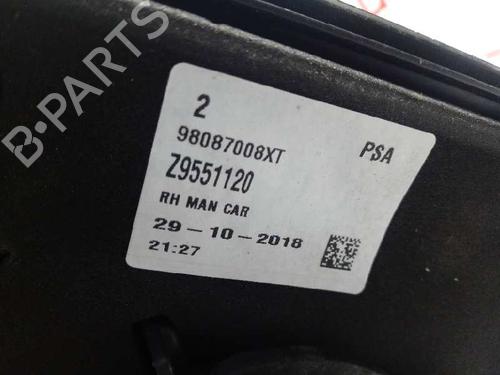 2
98087008XT
PSA
Z9551120
RH MAN CAR
29-10-2018
21:27
B-PARTS